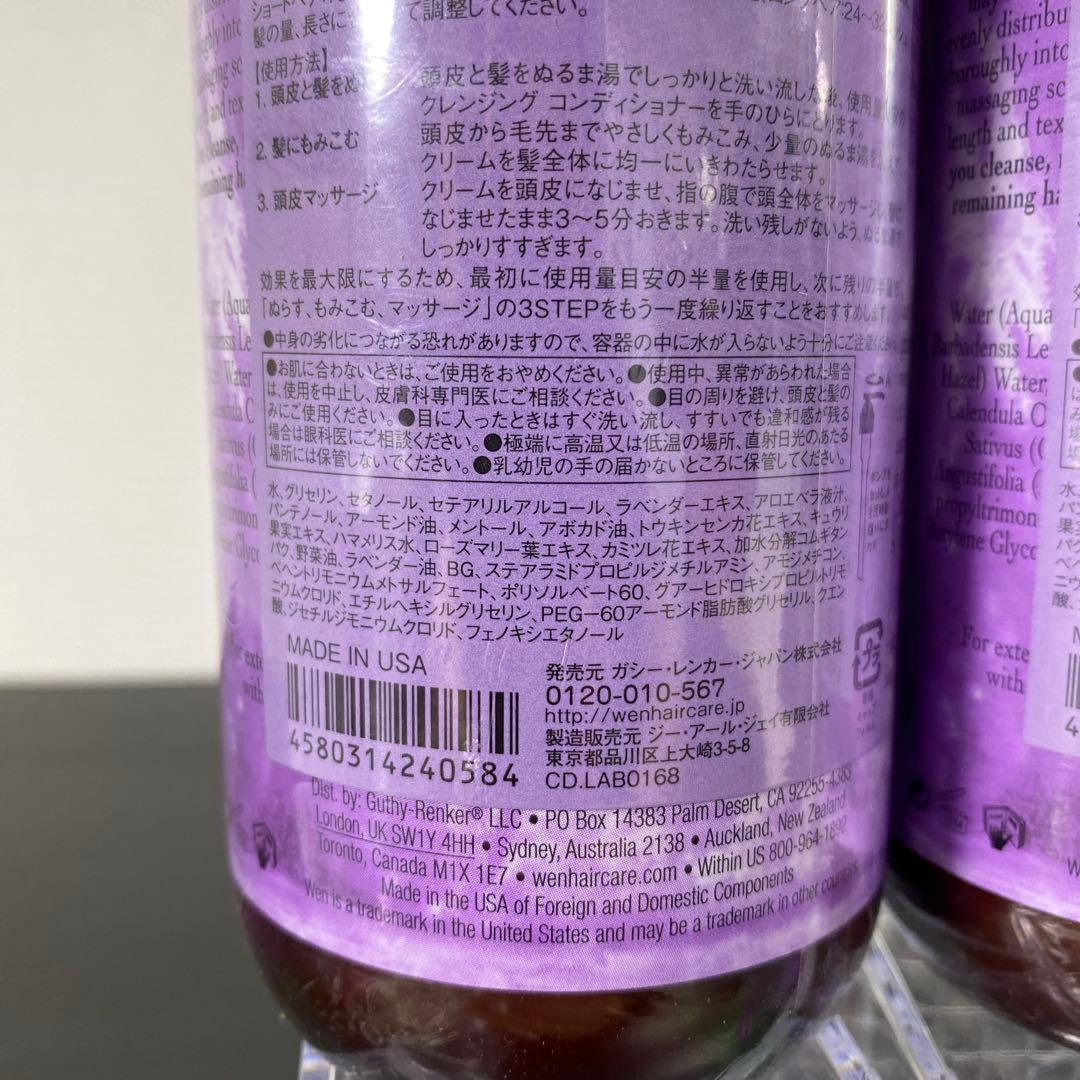 て調整してください。
髪の量、長さに
【使用方法】
1. 頭皮と髪をぬ
頭皮と髪をぬるま湯でしっかりと洗い流した後、使用量
クレンジング コンディショナーを手のひらにとります。
2. 髪にもみこむ
頭皮から毛先までやさしくもみこみ、少量のぬるま湯を
クリームを髪全体に均一にいきわたらせます。
3. 頭皮マッサージ
クリームを頭皮になじませ、指の腹で頭全体をマッサージし
なじませたまま3～5分おきます。洗い残しがないよう、ぬるま湯で
しっかりすすぎます。
効果を最大限にするため、最初に使用量目安の半量を使用し、次に残りの半量で
「ぬらす、もみこむ、マッサージ」の3STEPをもう一度繰り返すことをおすすめします。
●中身の劣化につながる恐れがありますので、容器の中に水が入らないよう十分にご注意ください。
●お肌に合わないときは、ご使用をおやめください。●使用中、異常があらわれた場合
は、使用を中止し、皮膚科専門医にご相談ください。●目の周りを避け、頭皮と髪の
みにご使用ください。●目に入ったときはすぐ洗い流し、すすいでも違和感が残る
場合は眼科医にご相談ください。●極端に高温又は低温の場所、直射日光のあたる
場所には保管しないでください。●乳幼児の手の届かないところに保管してください。
水、グリセリン、セタノール、セテアリルアルコール、ラベンダーエキス、アロエベラ液汁、
パンテノール、アーモンド油、メントール、アボカド油、トウキンセンカ花エキス、キュウリ
果実エキス、ハマメリス水、ローズマリー葉エキス、カミツレ花エキス、加水分解コムギタン
パク、野菜油、ラベンダー油、BG、ステアラミドプロピルジメチルアミン、アモジメチコン、
ベヘントリモニウムメトサルフェート、ポリソルベート60、グアーヒドロキシプロピルトリモ
ニウムクロリド、エチルヘキシルグリセリン、PEG-60アーモンド脂肪酸グリセリル、クエン
酸、ジセチルジモニウムクロリド、フェノキシエタノール
MADE IN USA
4580314240584
発売元 ガシー・レンカー・ジャパン株式会社
0120-010-567
http://wenhaircare.jp
製造販売元 ジー・アール・ジェイ有限会社
東京都品川区上大崎3-5-8
CD.LAB0168
Dist. by: Guthy-Renker® LLC • PO Box 14383 Palm Desert, CA 92255-4383
London, UK SW1Y 4HH • Sydney, Australia 2138 • Auckland, New Zealand
Toronto, Canada M1X 1E7 • wenhaircare.com • Within US 800-964-1892
Made in the USA of Foreign and Domestic Components
Wen is a trademark in the United States and may be a trademark in other countries.
evenly distribu
thoroughly into
massaging sc
length and tex
you cleanse,
remaining ha
Water (Aqua
Barbadensis Le
Hazel) Water,
Calendula O
Sativus (
Angustifolia (
propyltrimon
Butylene Glyco
For exte
with